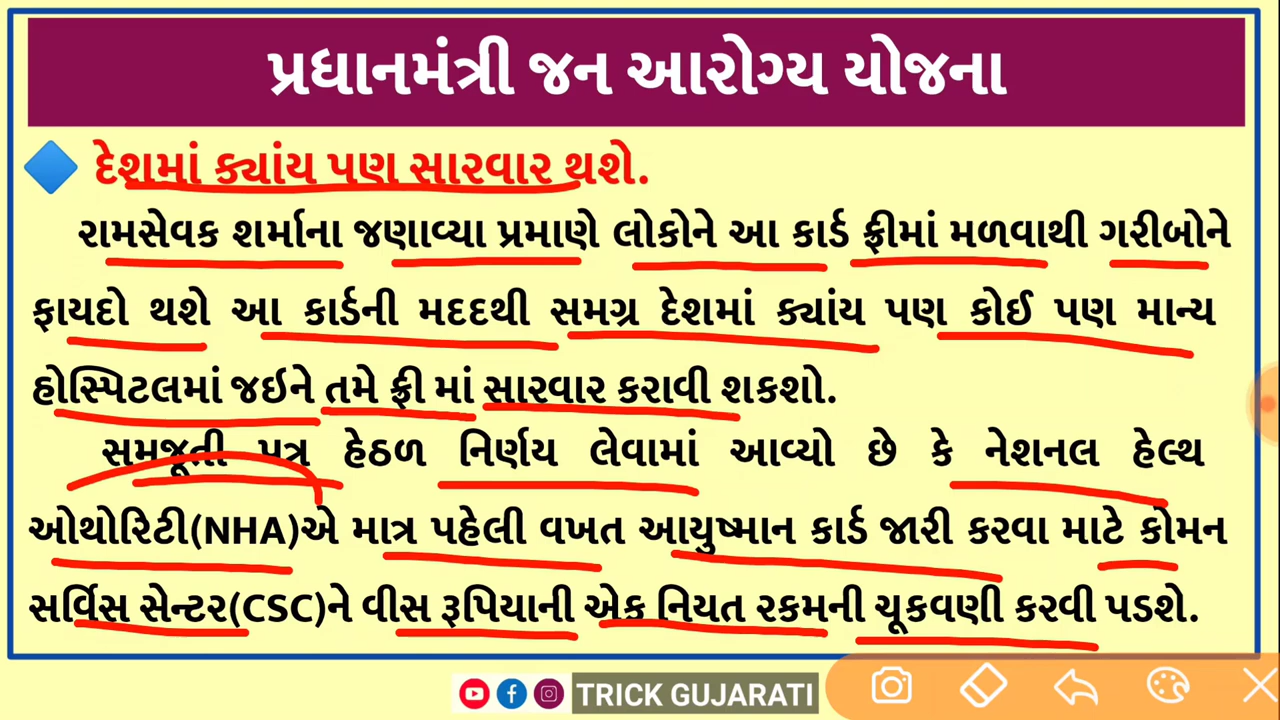 પ્રધાનમંત્રી જન આરોગ્ય યોજના
દેશમાં ક્યાંય પણ સારવાર થશે.
રામસેવક શર્માના જણાવ્યા પ્રમાણે લોકોને આ કાર્ડ ફ્રીમાં મળવાથી ગરીબોને
ફાયદો થશે આ કાર્ડની મદદથી સમગ્ર દેશમાં ક્યાંય પણ કોઈ પણ માન્ય
હોસ્પિટલમાં જઇને તમે ફ્રી માં સારવાર કરાવી શકશો.
સમજૂતી પત્ર હેઠળ નિર્ણય લેવામાં આવ્યો છે કે નેશનલ હેલ્થ
ઓથોરિટી(NHA)એ માત્ર પહેલી વખત આયુષ્માન કાર્ડ જારી કરવા માટે કોમન
સર્વિસ સેન્ટર(CSC)ને વીસ રૂપિયાની એક નિયત રકમની ચૂકવણી કરવી પડશે.
TRICK GUJARATI